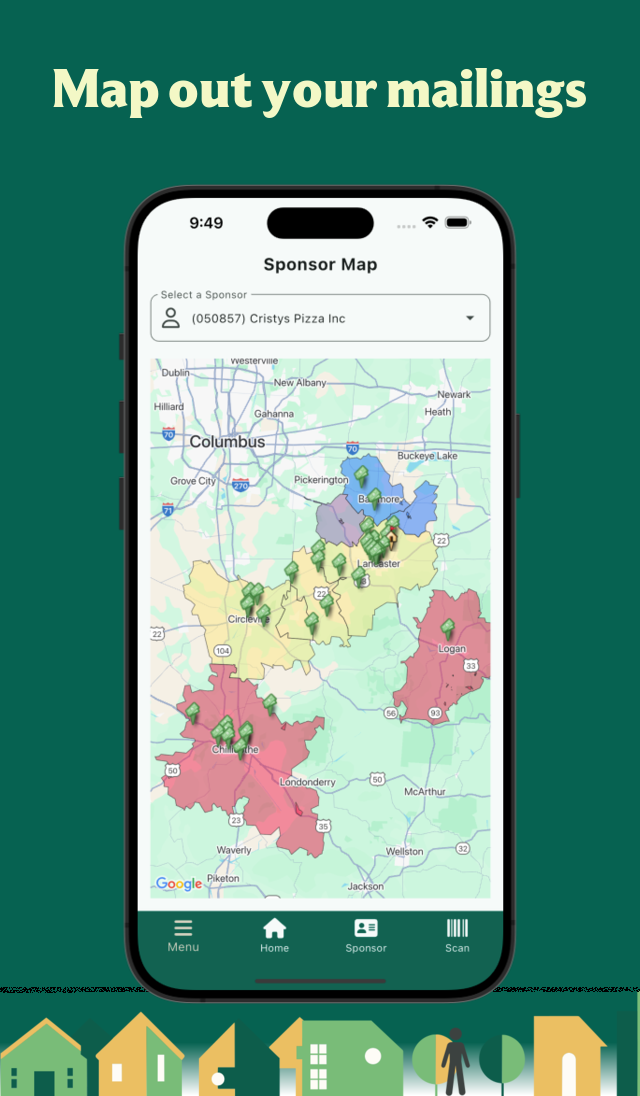 Map out your mailings
9:49
Sponsor Map
Select a Sponsor
(050857) Cristys Pizza Inc
Westerville
Dublin
New Albany
Newark
Hilliard
Gahanna
Heath
70
Columbus
70
Buckeye Lake
Grove City
270
Pickerington
71
Baltimore
22
Lancaster
22
Circleville
22
104
Logan
33
56
93
Chillicothe
50
Londonderry
50
McArthur
23
35
Waverly
Wellston
32
Google
Piketon
Jackson
Menu
Home
Sponsor
Scan